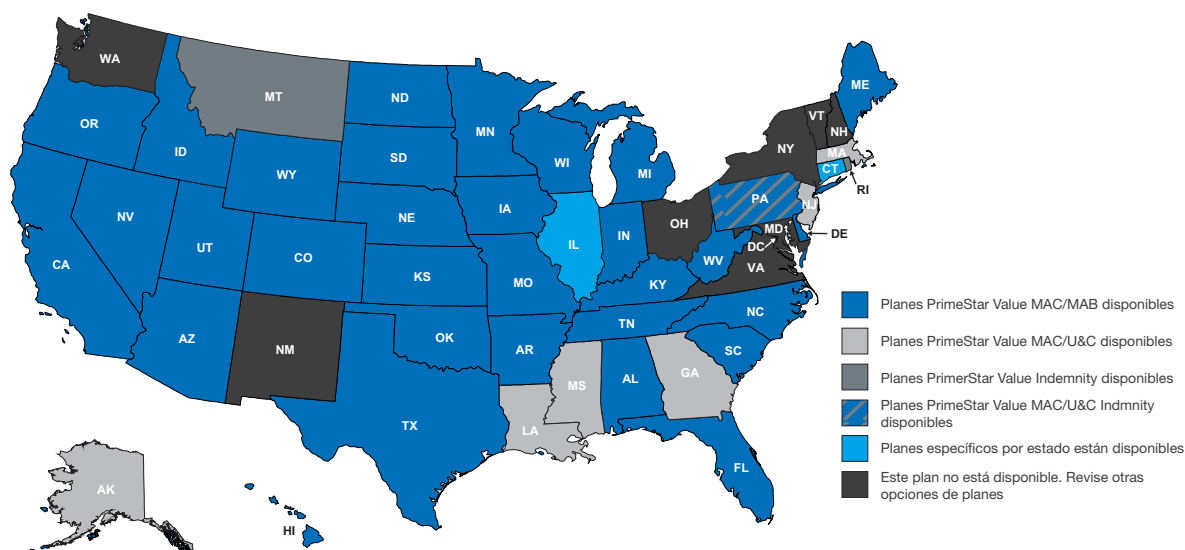 WA
MT
ND
MN
ME
VT
NH
OR
ID
WY
SD
WI
MI
NY
MA
CT
RI
NV
UT
CO
NE
IA
IL
IN
OH
PA
NJ
MD
DE
DC
CA
KS
MO
KY
WV
VA
AZ
NM
OK
AR
TN
NC
SC
TX
LA
MS
AL
GA
FL
AK
HI
Planes PrimeStar Value MAC/MAB disponibles
Planes PrimeStar Value MAC/U&C disponibles
Planes PrimerStar Value Indemnity disponibles
Planes PrimeStar Value MAC/U&C Indmnity
disponibles
Planes específicos por estado están disponibles
Este plan no está disponible. Revise otras
opciones de planes